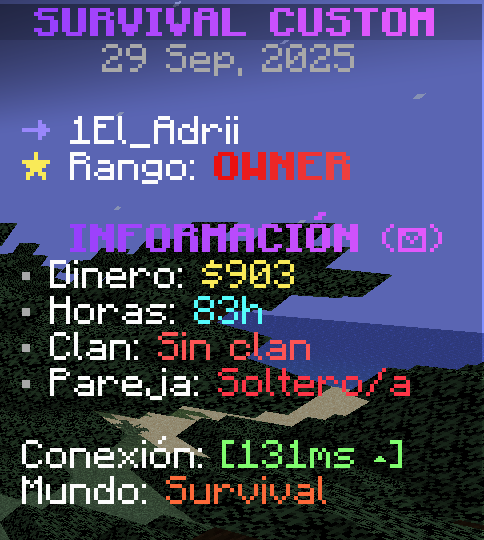 SURVIVAL CUSTOM
29 Sep, 2025
→ 1El_Adrii
★ Rango: OWNER
INFORMACIÓN (✉)
▪ Dinero: $903
▪ Horas: 83h
▪ Clan: Sin clan
▪ Pareja: Soltero/a
Conexión: [131ms ▴]
Mundo: Survival